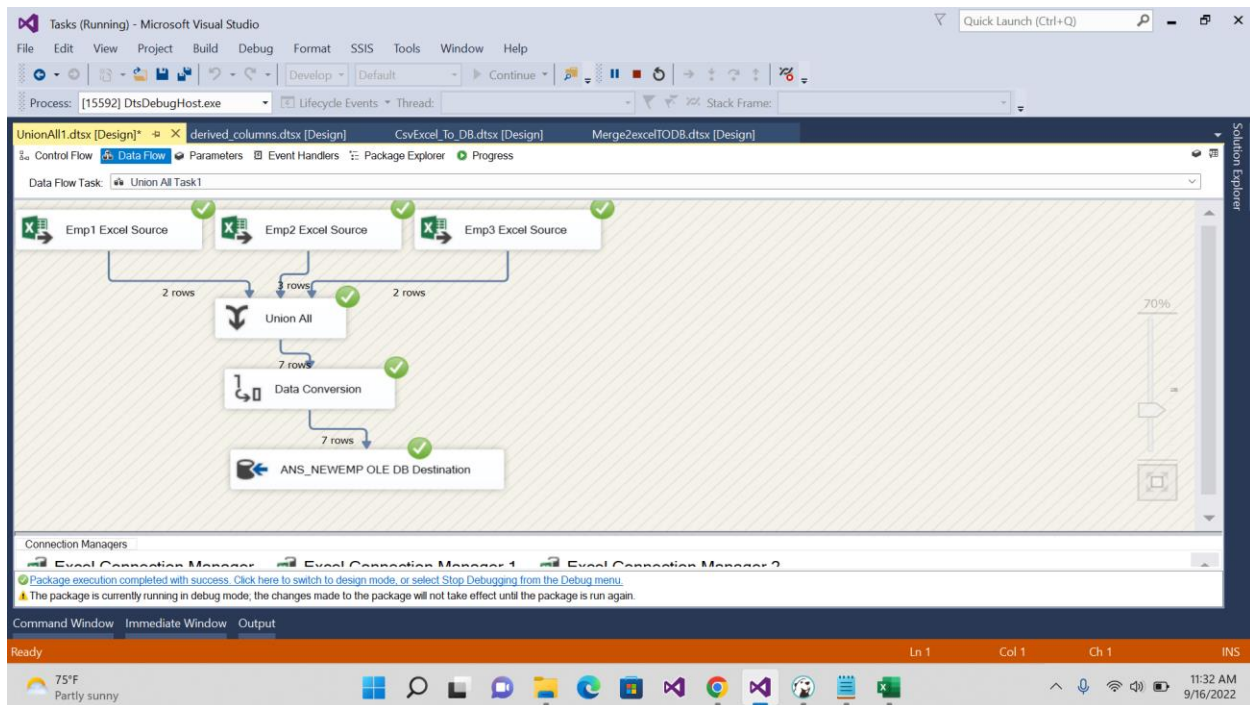 Tasks (Running) - Microsoft Visual Studio
Quick Launch (Ctrl+Q)
File Edit View Project Build Debug Format SSIS Tools Window Help
Develop Default Continue
Process: [15592] DtsDebugHost.exe Lifecycle Events Thread: Stack Frame:
UnionAll1.dtsx [Design]* derived_columns.dtsx [Design] CsvExcel_To_DB.dtsx [Design] Merge2excelTODB.dtsx [Design]
Solution Explorer
Control Flow Data Flow Parameters Event Handlers Package Explorer Progress
Data Flow Task: Union All Task1
Emp1 Excel Source Emp2 Excel Source Emp3 Excel Source
2 rows 3 rows 2 rows
70%
Union All
7 rows
Data Conversion
7 rows
ANS_NEWEMP OLE DB Destination
Connection Managers
Excel Connection Manager Excel Connection Manager 1 Excel Connection Manager 2
Package execution completed with success. Click here to switch to design mode, or select Stop Debugging from the Debug menu.
The package is currently running in debug mode; the changes made to the package will not take effect until the package is run again.
Command Window Immediate Window Output
Ready Ln 1 Col 1 Ch 1 INS
75°F
Partly sunny
11:32 AM
9/16/2022